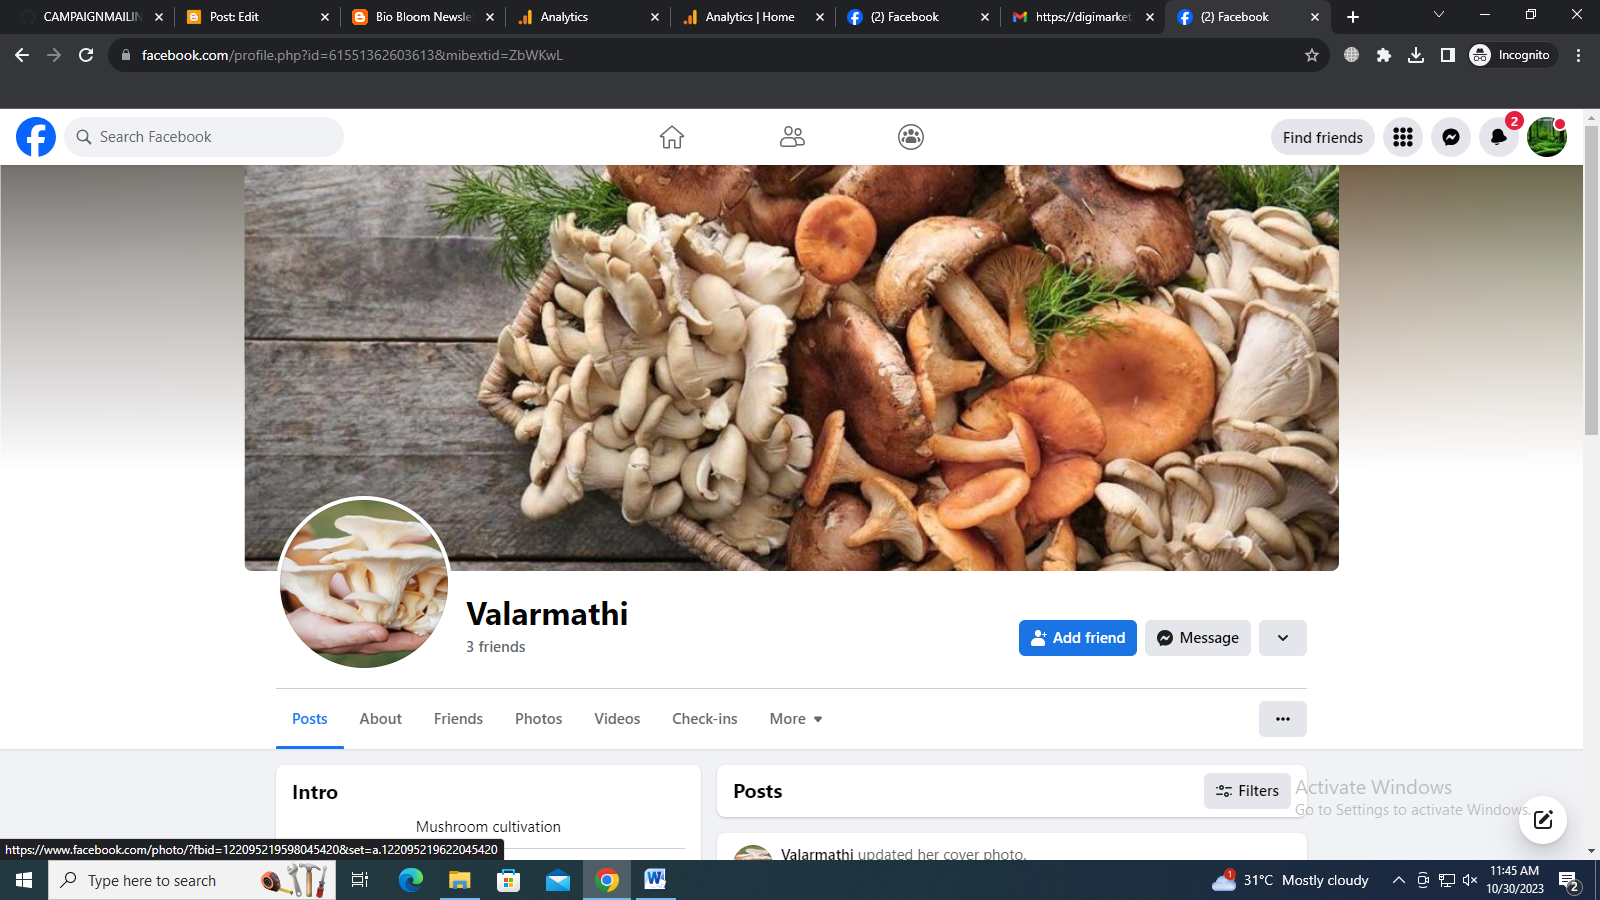 CAMPAIGNMAILIN
Post: Edit
Bio Bloom Newsle
Analytics
Analytics | Home
(2) Facebook
https://digimarket
(2) Facebook
facebook.com/profile.php?id=61551362603613&mibextid=ZbWKwL
Incognito
Search Facebook
Find friends
2
Valarmathi
3 friends
Add friend
Message
Posts
About
Friends
Photos
Videos
Check-ins
More
Intro
Mushroom cultivation
Posts
Filters
Valarmathi updated her cover photo.
Activate Windows
Go to Settings to activate Windows.
https://www.facebook.com/photo/?fbid=122095219598045420&set=a.122095219622045420
Type here to search
1
31°C Mostly cloudy
11:45 AM
10/30/2023
2